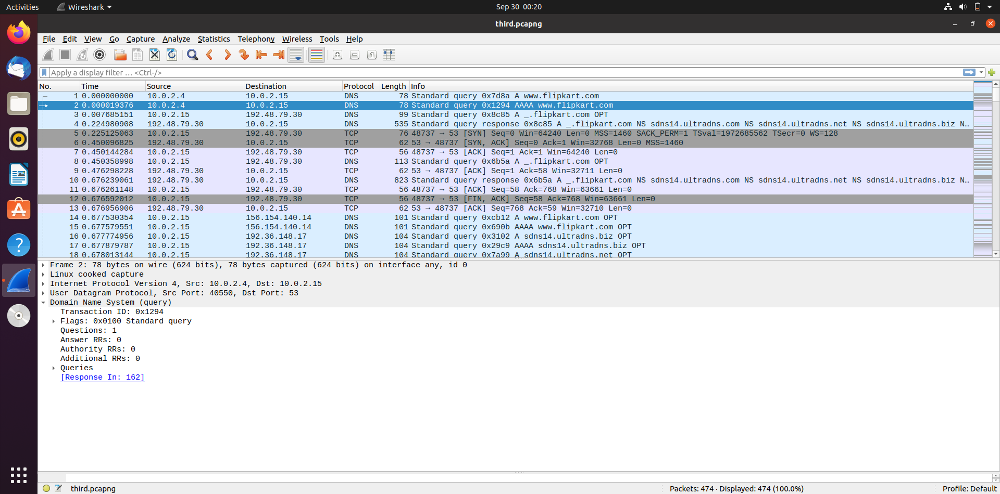 Activities Wireshark Sep 30 00:20
third.pcapng
File Edit View Go Capture Analyze Statistics Telephony Wireless Tools Help
Apply a display filter … <Ctrl-/>
No. Time Source Destination Protocol Length Info
1 0.000000000 10.0.2.4 10.0.2.15 DNS 78 Standard query 0x7d8a A www.flipkart.com
2 0.000019376 10.0.2.4 10.0.2.15 DNS 78 Standard query 0x1294 AAAA www.flipkart.com
3 0.007685151 10.0.2.15 192.48.79.30 DNS 99 Standard query 0x8c85 A _.flipkart.com OPT
4 0.224980908 192.48.79.30 10.0.2.15 DNS 535 Standard query response 0x8c85 A _.flipkart.com NS sdns14.ultradns.com NS sdns14.ultradns.net NS sdns14.ultradns.biz N…
5 0.225125063 10.0.2.15 192.48.79.30 TCP 76 48737 → 53 [SYN] Seq=0 Win=64240 Len=0 MSS=1460 SACK_PERM=1 TSval=1972685562 TSecr=0 WS=128
6 0.450096825 192.48.79.30 10.0.2.15 TCP 62 53 → 48737 [SYN, ACK] Seq=0 Ack=1 Win=32768 Len=0 MSS=1460
7 0.450144284 10.0.2.15 192.48.79.30 TCP 56 48737 → 53 [ACK] Seq=1 Ack=1 Win=64240 Len=0
8 0.450358998 10.0.2.15 192.48.79.30 DNS 113 Standard query 0x6b5a A _.flipkart.com OPT
9 0.476298228 192.48.79.30 10.0.2.15 TCP 62 53 → 48737 [ACK] Seq=1 Ack=58 Win=32711 Len=0
10 0.676239061 192.48.79.30 10.0.2.15 DNS 823 Standard query response 0x6b5a A _.flipkart.com NS sdns14.ultradns.com NS sdns14.ultradns.net NS sdns14.ultradns.biz N…
11 0.676261148 10.0.2.15 192.48.79.30 TCP 56 48737 → 53 [ACK] Seq=58 Ack=768 Win=63661 Len=0
12 0.676592012 10.0.2.15 192.48.79.30 TCP 56 48737 → 53 [FIN, ACK] Seq=58 Ack=768 Win=63661 Len=0
13 0.676956906 192.48.79.30 10.0.2.15 TCP 62 53 → 48737 [ACK] Seq=768 Ack=59 Win=32710 Len=0
14 0.677530354 10.0.2.15 156.154.140.14 DNS 101 Standard query 0xcb12 A www.flipkart.com OPT
15 0.677579551 10.0.2.15 156.154.140.14 DNS 101 Standard query 0x690b AAAA www.flipkart.com OPT
16 0.677774956 10.0.2.15 192.36.148.17 DNS 104 Standard query 0x3102 A sdns14.ultradns.biz OPT
17 0.677879787 10.0.2.15 192.36.148.17 DNS 104 Standard query 0x29c9 AAAA sdns14.ultradns.biz OPT
18 0.678013144 10.0.2.15 192.36.148.17 DNS 104 Standard query 0x7a99 A sdns14.ultradns.net OPT
Frame 2: 78 bytes on wire (624 bits), 78 bytes captured (624 bits) on interface any, id 0
Linux cooked capture
Internet Protocol Version 4, Src: 10.0.2.4, Dst: 10.0.2.15
User Datagram Protocol, Src Port: 40550, Dst Port: 53
Domain Name System (query)
Transaction ID: 0x1294
Flags: 0x0100 Standard query
Questions: 1
Answer RRs: 0
Authority RRs: 0
Additional RRs: 0
Queries
[Response In: 162]
third.pcapng Packets: 474 · Displayed: 474 (100.0%) Profile: Default